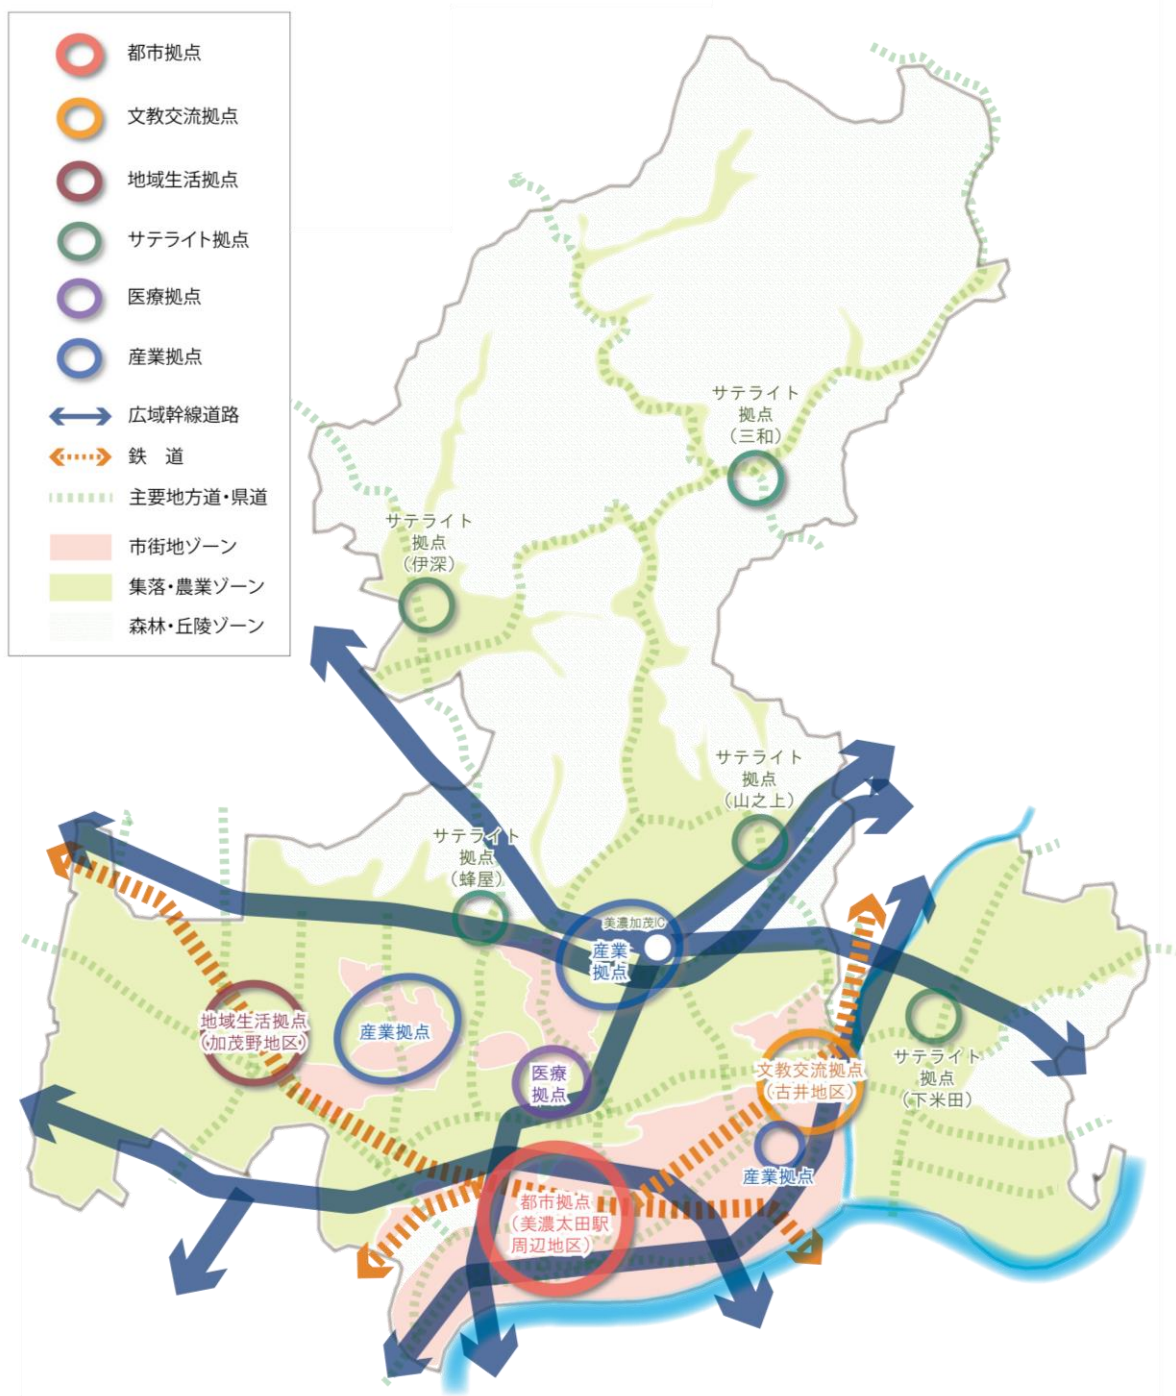 都市拠点
文教交流拠点
地域生活拠点
サテライト拠点
医療拠点
産業拠点
広域幹線道路
鉄　道
主要地方道・県道
市街地ゾーン
集落・農業ゾーン
森林・丘陵ゾーン
サテライト
拠点
（三和）
サテライト
拠点
（伊深）
サテライト
拠点
（山之上）
サテライト
拠点
（蜂屋）
美濃加茂IC
産業
拠点
地域生活拠点
（加茂野地区）
産業拠点
医療
拠点
文教交流拠点
（古井地区）
サテライト
拠点
（下米田）
産業拠点
都市拠点
（美濃太田駅
周辺地区）